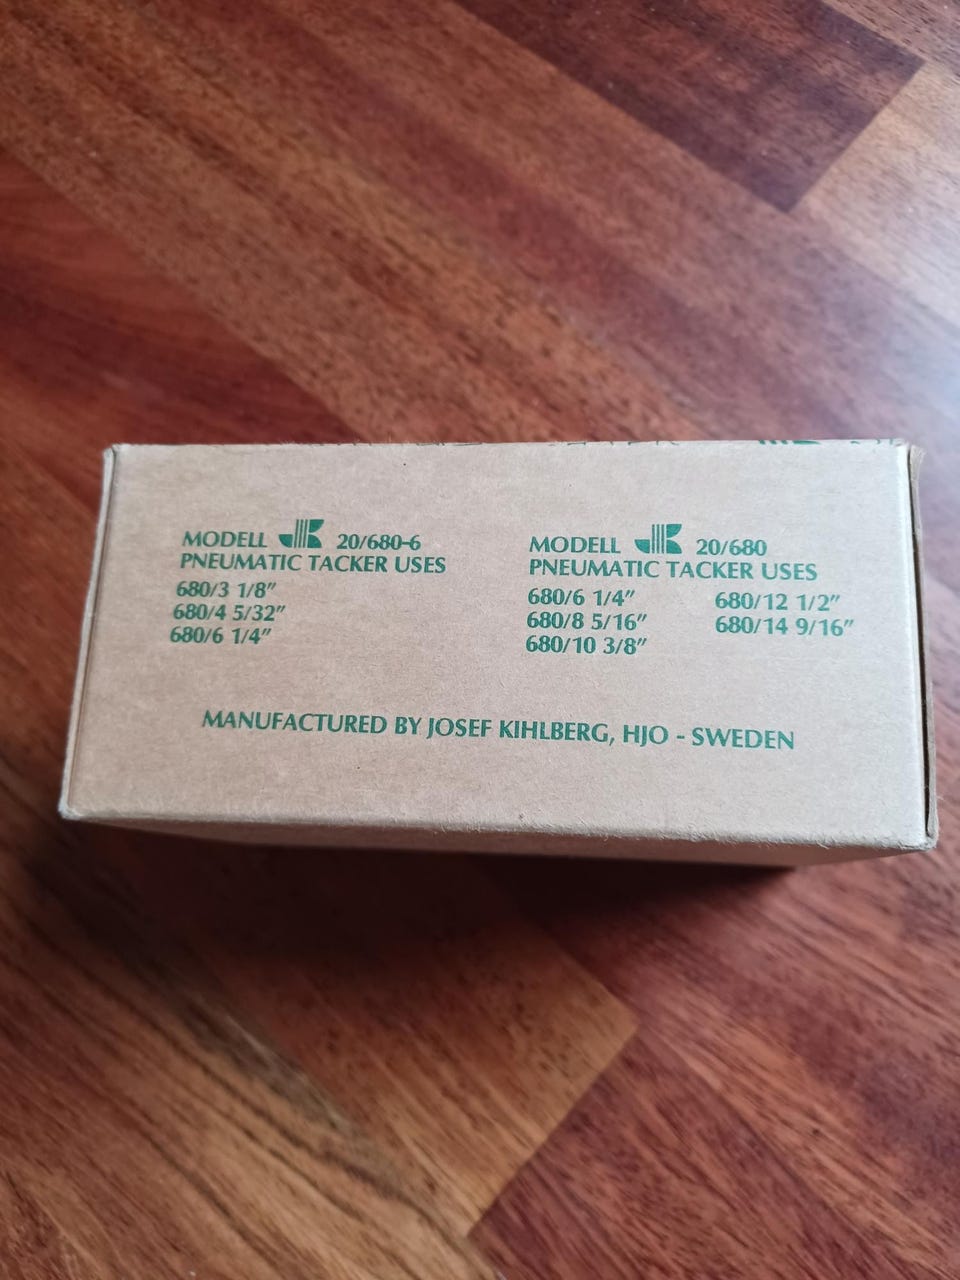 MODELL JK 20/680-6
PNEUMATIC TACKER USES
680/3 1/8"
680/4 5/32"
680/6 1/4"
MODELL JK 20/680
PNEUMATIC TACKER USES
680/6 1/4" 680/12 1/2"
680/8 5/16" 680/14 9/16"
680/10 3/8"
MANUFACTURED BY JOSEF KIHLBERG, HJO - SWEDEN